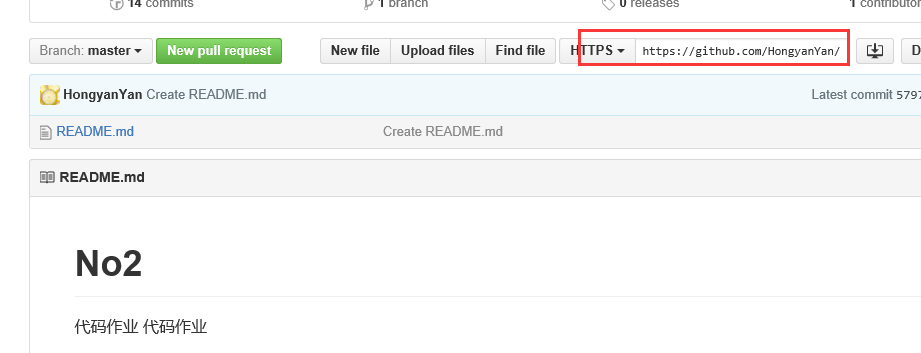 14 commits 1 branch 0 releases 1 contributor
Branch: master New pull request New file Upload files Find file HTTPS https://github.com/HongyanYan/
HongyanYan Create README.md Latest commit 5797
README.md Create README.md
README.md
No2
代码作业 代码作业